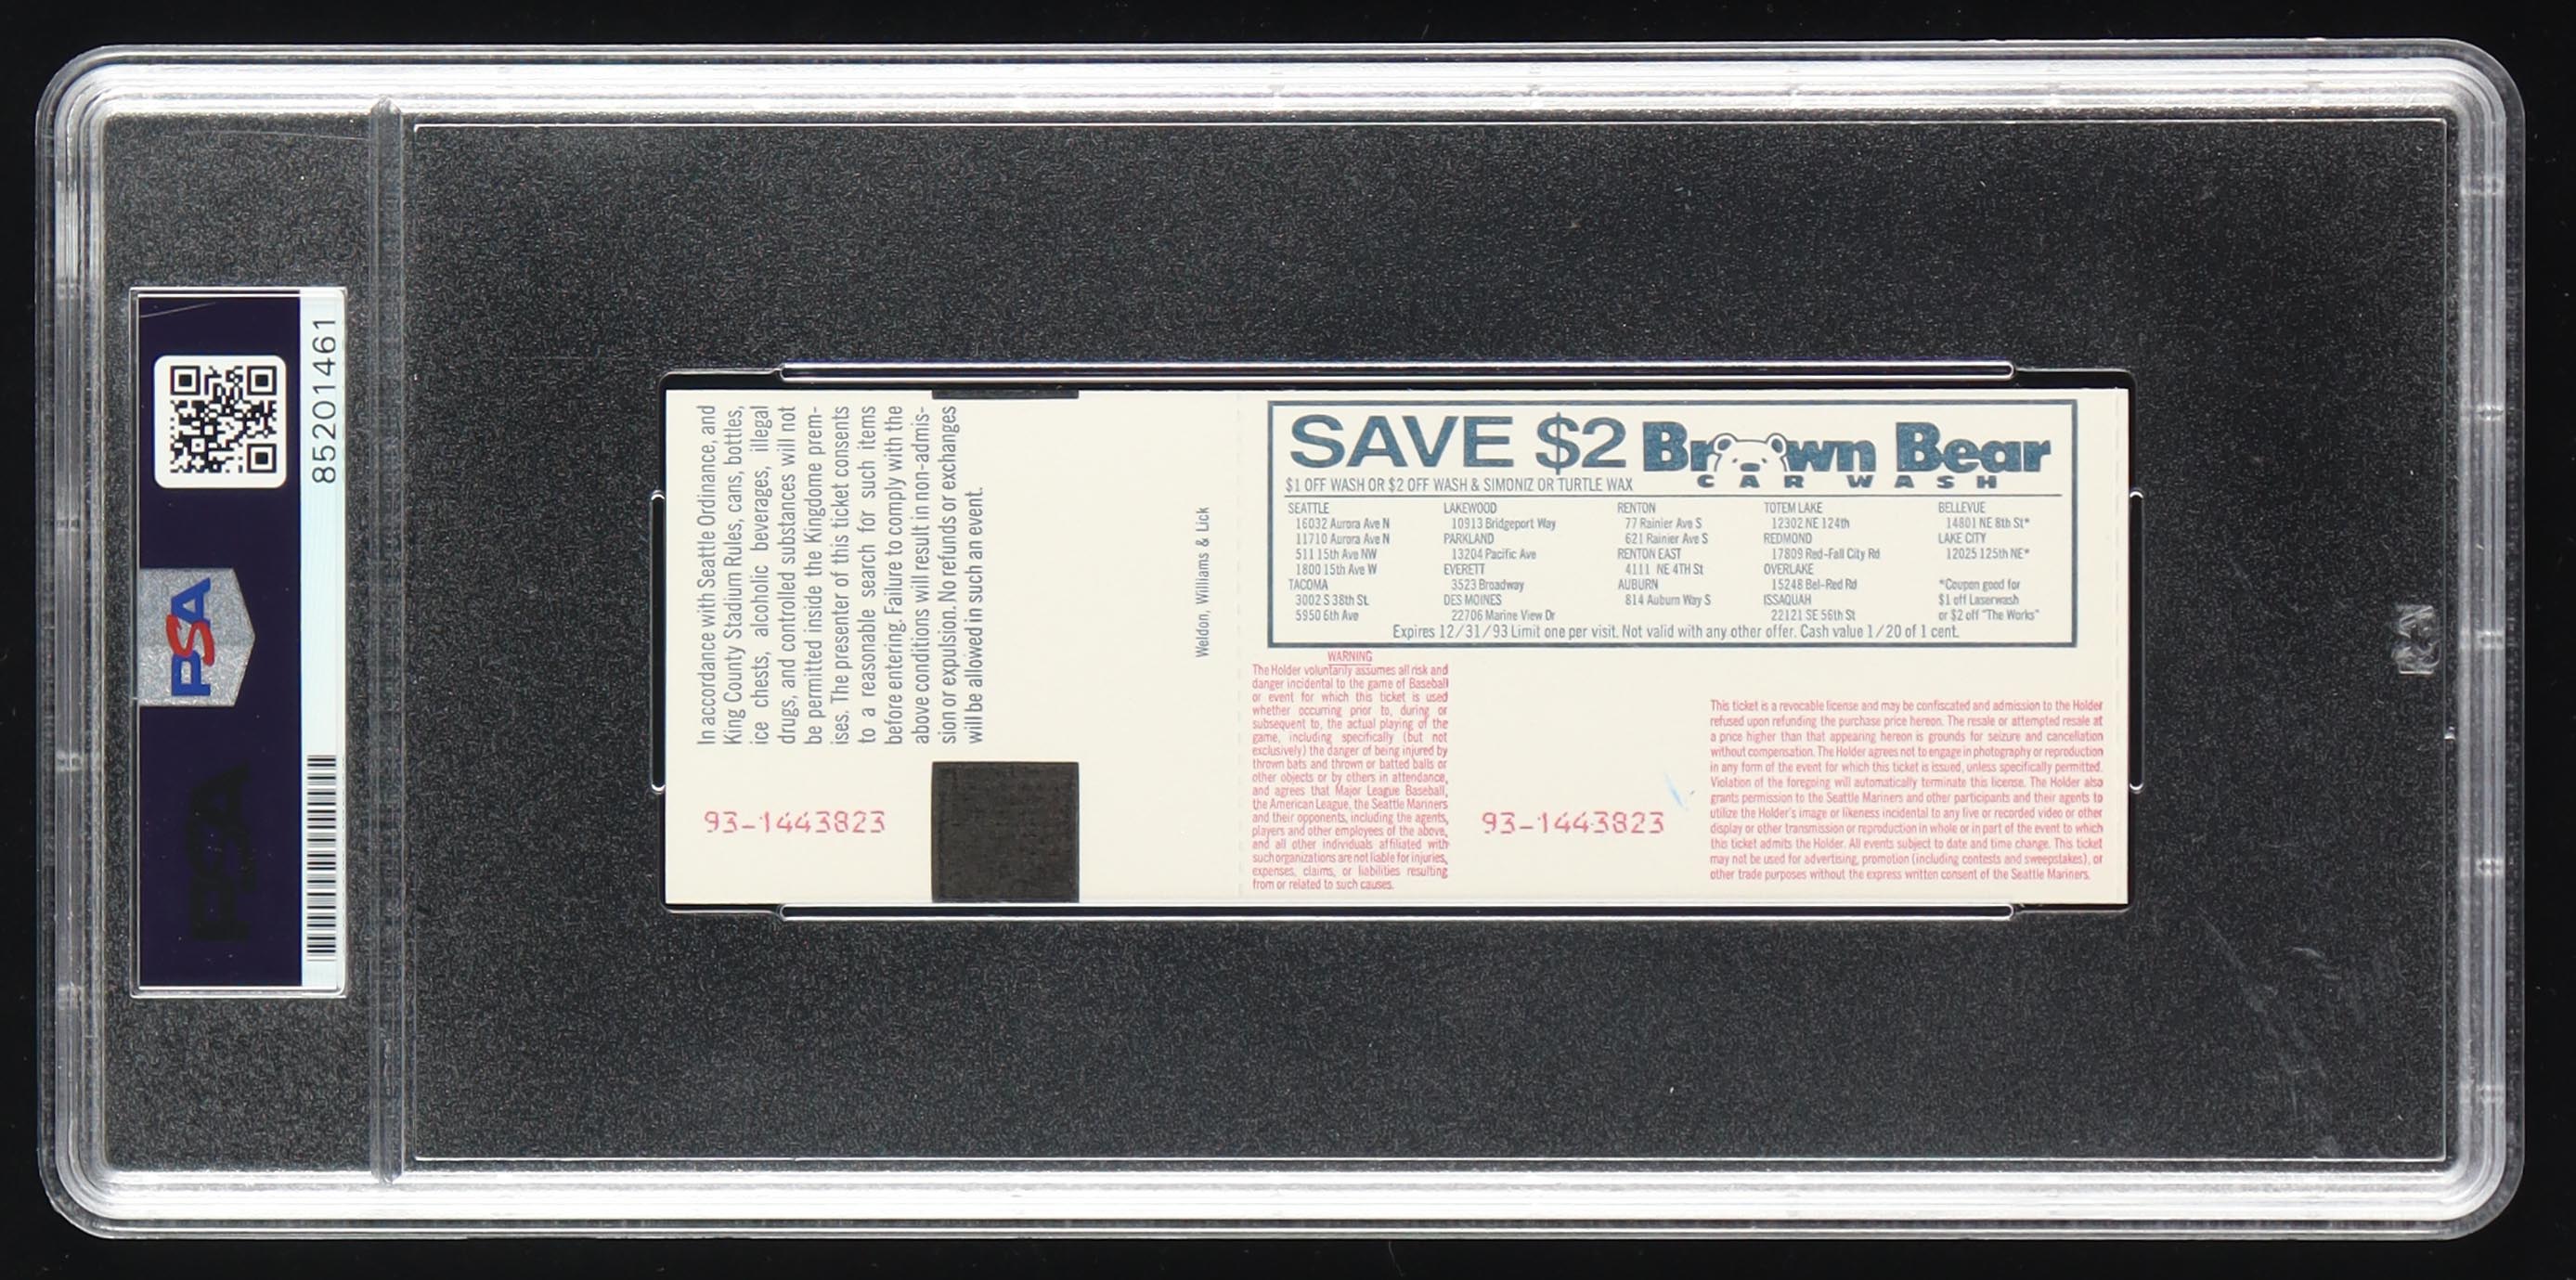 85201461
PSA
PSA
In accordance with Seattle Ordinance, and
King County Stadium Rules, cans, bottles,
ice chests, alcoholic beverages, illegal
drugs, and controlled substances will not
be permitted inside the Kingdome prem-
ises. The presenter of this ticket consents
to a reasonable search for such items
before entering. Failure to comply with the
above conditions will result in non-admis-
sion or expulsion. No refunds or exchanges
will be allowed in such an event.
93-1443823
Weldon, Williams & Lick
SAVE $2 Brown Bear
CAR WASH
$1 OFF WASH OR $2 OFF WASH & SIMONIZ OR TURTLE WAX
SEATTLE
16032 Aurora Ave N
11710 Aurora Ave N
511 15th Ave NW
1800 15th Ave W
TACOMA
3002 S 38th St.
5950 6th Ave
LAKEWOOD
10913 Bridgeport Way
PARKLAND
13204 Pacific Ave
EVERETT
3523 Broadway
DES MOINES
22706 Marine View Dr
RENTON
77 Rainier Ave S
621 Rainier Ave S
RENTON EAST
4111 NE 4TH St
AUBURN
814 Auburn Way S
TOTEM LAKE
12302 NE 124th
REDMOND
17809 Red-Fall City Rd
OVERLAKE
15248 Bel-Red Rd
ISSAQUAH
22121 SE 56th St
BELLEVUE
14801 NE 8th St*
LAKE CITY
12025 125th NE*
*Coupon good for
$1 off Laserwash
or $2 off "The Works"
Expires 12/31/93 Limit one per visit. Not valid with any other offer. Cash value 1/20 of 1 cent.
WARNING
The Holder voluntarily assumes all risk and
danger incidental to the game of Baseball
or event for which this ticket is used
whether occurring prior to, during or
subsequent to, the actual playing of the
game, including specifically (but not
exclusively) the danger of being injured by
thrown bats and thrown or batted balls or
other objects or by others in attendance,
and agrees that Major League Baseball,
the American League, the Seattle Mariners
and their opponents, including the agents,
players and other employees of the above,
and all other individuals affiliated with
such organizations are not liable for injuries,
expenses, claims, or liabilities resulting
from or related to such causes.
93-1443823
This ticket is a revocable license and may be confiscated and admission to the Holder
refused upon refunding the purchase price hereon. The resale or attempted resale at
a price higher than that appearing hereon is grounds for seizure and cancellation
without compensation. The Holder agrees not to engage in photography or reproduction
in any form of the event for which this ticket is issued, unless specifically permitted.
Violation of the foregoing will automatically terminate this license. The Holder also
grants permission to the Seattle Mariners and other participants and their agents to
utilize the Holder's image or likeness incidental to any live or recorded video or other
display or other transmission or reproduction in whole or in part of the event to which
this ticket admits the Holder. All events subject to date and time change. This ticket
may not be used for advertising, promotion (including contests and sweepstakes), or
other trade purposes without the express written consent of the Seattle Mariners.
PSA